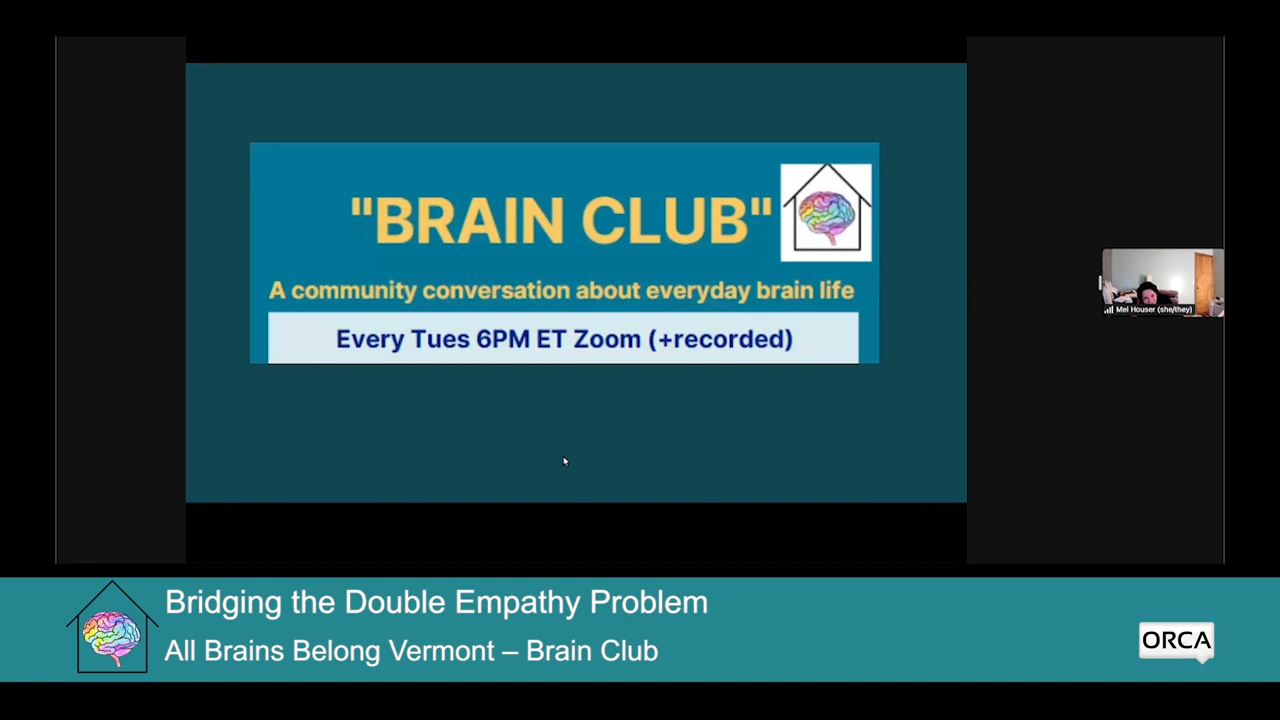 "BRAIN CLUB"
A community conversation about everyday brain life
Every Tues 6PM ET Zoom (+recorded)
Mel Houser (she/they)
Bridging the Double Empathy Problem
All Brains Belong Vermont – Brain Club
ORCA